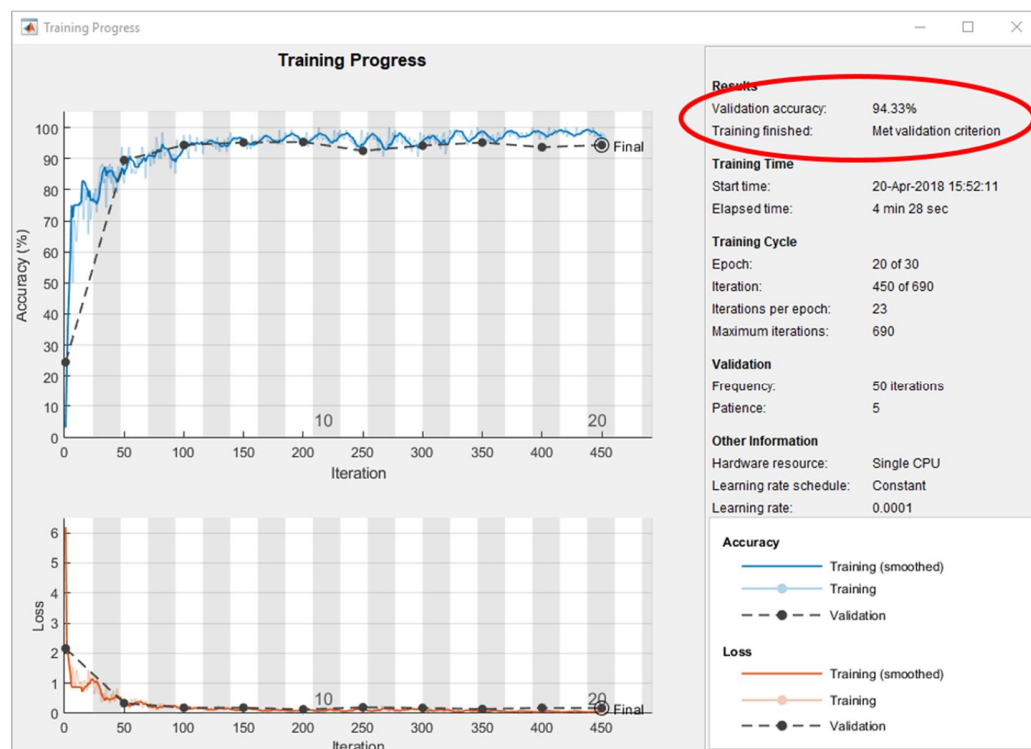 Training Progress
Training Progress
Accuracy (%)
100
90
80
70
60
50
40
30
20
10
0
10
20
Final
0 50 100 150 200 250 300 350 400 450
Iteration
Loss
6
5
4
3
2
1
0
10
20
Final
0 50 100 150 200 250 300 350 400 450
Iteration
Results
Validation accuracy: 94.33%
Training finished: Met validation criterion
Training Time
Start time: 20-Apr-2018 15:52:11
Elapsed time: 4 min 28 sec
Training Cycle
Epoch: 20 of 30
Iteration: 450 of 690
Iterations per epoch: 23
Maximum iterations: 690
Validation
Frequency: 50 iterations
Patience: 5
Other Information
Hardware resource: Single CPU
Learning rate schedule: Constant
Learning rate: 0.0001
Accuracy
Training (smoothed)
Training
Validation
Loss
Training (smoothed)
Training
Validation